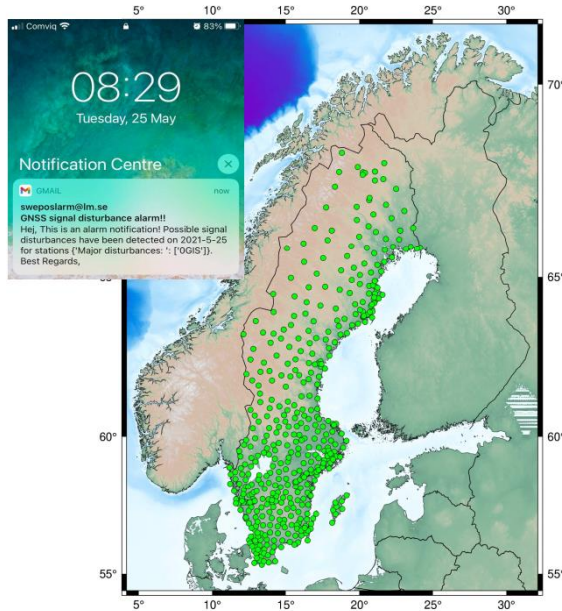 5° 10° 15° 20° 25° 30°
Comviq 83%
08:29
Tuesday, 25 May
Notification Centre
GMAIL now
sweposlarm@lm.se
GNSS signal disturbance alarm!!
Hej, This is an alarm notification! Possible signal
disturbances have been detected on 2021-5-25
for stations {'Major disturbances: ': ['0GIS']}.
Best Regards,
70°
65° 65°
60° 60°
55° 55°
5° 10° 15° 20° 25° 30°